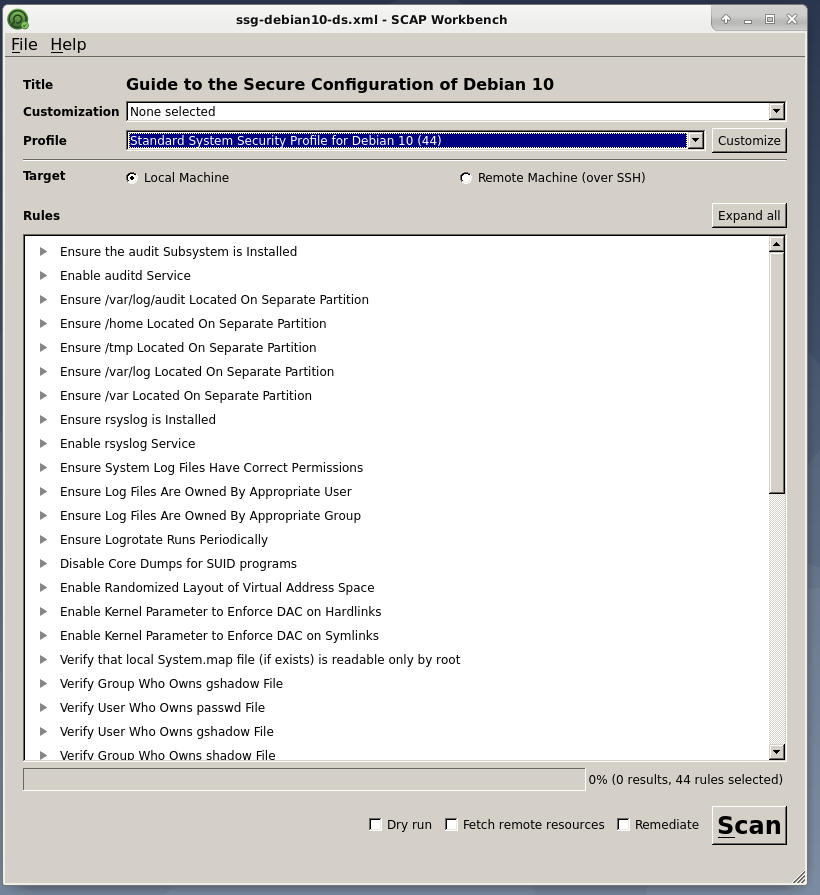 ssg-debian10-ds.xml - SCAP Workbench
File Help
Title Guide to the Secure Configuration of Debian 10
Customization None selected
Profile Standard System Security Profile for Debian 10 (44) Customize
Target Local Machine Remote Machine (over SSH)
Rules Expand all
Ensure the audit Subsystem is Installed
Enable auditd Service
Ensure /var/log/audit Located On Separate Partition
Ensure /home Located On Separate Partition
Ensure /tmp Located On Separate Partition
Ensure /var/log Located On Separate Partition
Ensure /var Located On Separate Partition
Ensure rsyslog is Installed
Enable rsyslog Service
Ensure System Log Files Have Correct Permissions
Ensure Log Files Are Owned By Appropriate User
Ensure Log Files Are Owned By Appropriate Group
Ensure Logrotate Runs Periodically
Disable Core Dumps for SUID programs
Enable Randomized Layout of Virtual Address Space
Enable Kernel Parameter to Enforce DAC on Hardlinks
Enable Kernel Parameter to Enforce DAC on Symlinks
Verify that local System.map file (if exists) is readable only by root
Verify Group Who Owns gshadow File
Verify User Who Owns passwd File
Verify User Who Owns gshadow File
Verify Group Who Owns shadow File
0% (0 results, 44 rules selected)
Dry run Fetch remote resources Remediate Scan